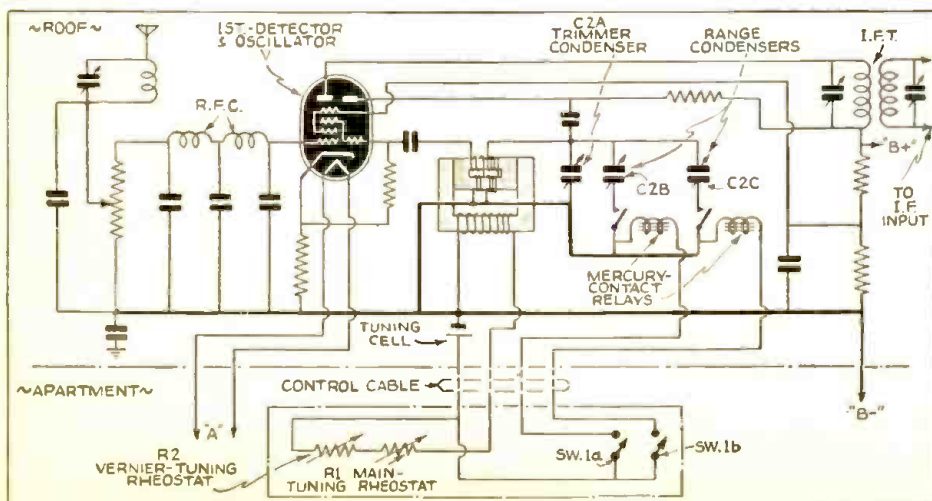 ~ROOF~
1ST.-DETECTOR
& OSCILLATOR
C2A
TRIMMER
CONDENSER
RANGE
CONDENSERS
I.F.T.
R.F.C.
"B+"
C2B
C2C
TO
I.F.
INPUT
MERCURY-
CONTACT
RELAYS
TUNING
CELL
~APARTMENT~
CONTROL CABLE
"A"
"B-"
R2
VERNIER-TUNING
RHEOSTAT
R1 MAIN-
TUNING RHEOSTAT
SW.1a
SW.1b